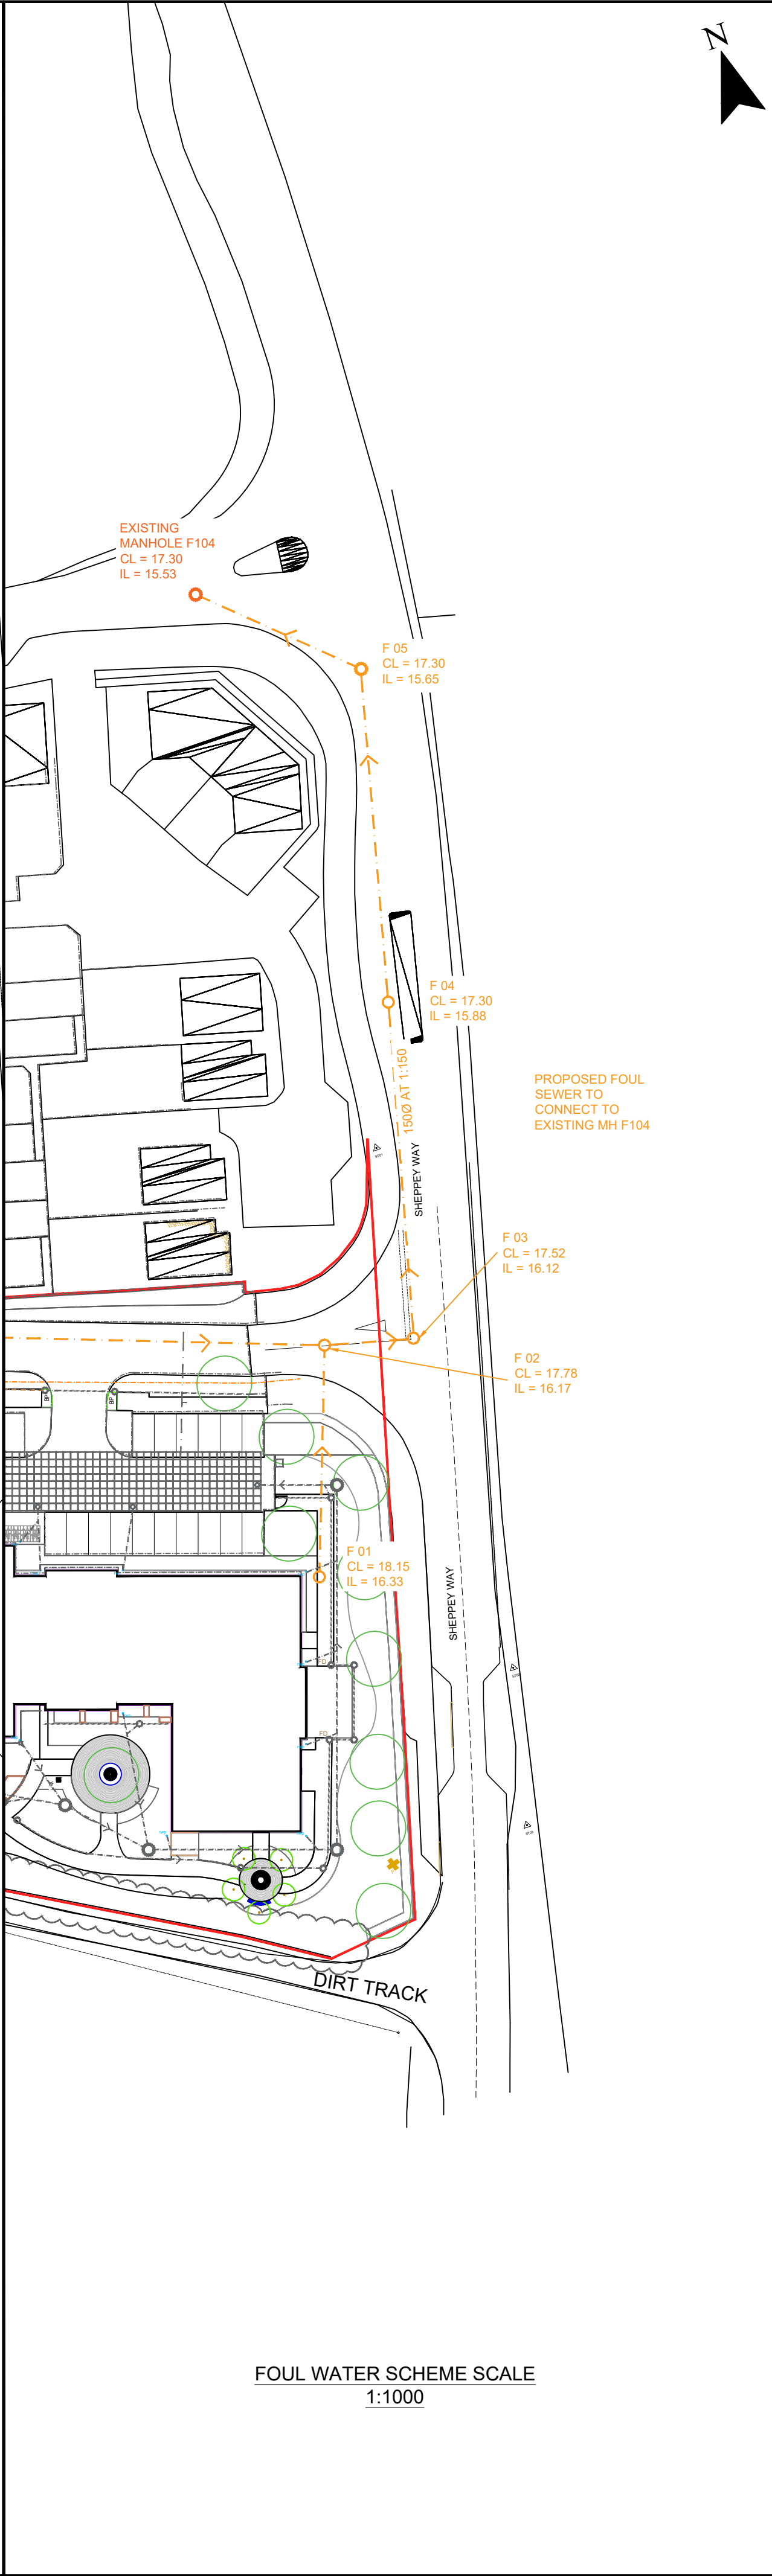 N
EXISTING
MANHOLE F104
CL = 17.30
IL = 15.53
F 05
CL = 17.30
IL = 15.65
F 04
CL = 17.30
IL = 15.88
150Ø AT 1:150
PROPOSED FOUL
SEWER TO
CONNECT TO
EXISTING MH F104
SHEPPEY WAY
F 03
CL = 17.52
IL = 16.12
F 02
CL = 17.78
IL = 16.17
F 01
CL = 18.15
IL = 16.33
SHEPPEY WAY
FD
FD
DIRT TRACK
FOUL WATER SCHEME SCALE
1:1000